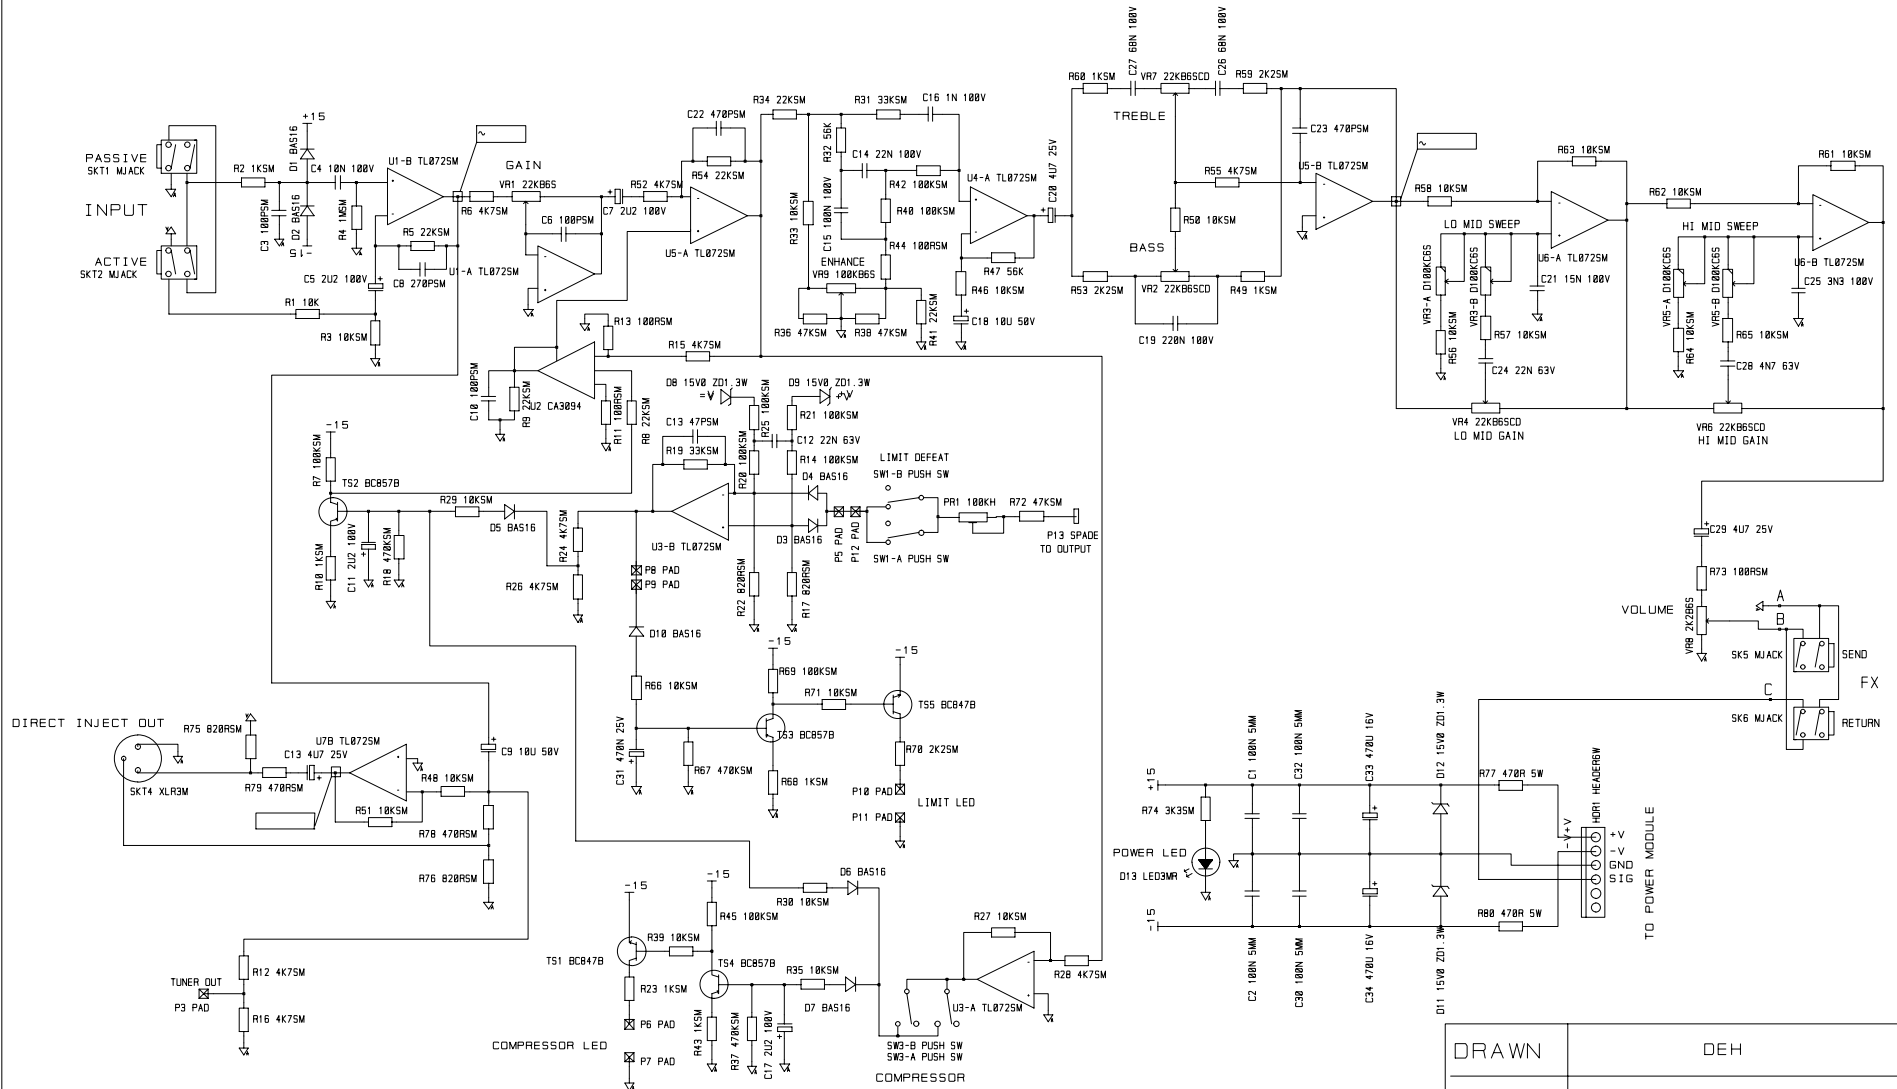 PASSIVE
SKT1 MJACK
INPUT
ACTIVE
SKT2 MJACK
R2 1KSM
C3 100PSM
+15
D1 BAS16
D2 BAS16
-15
C4 10N 100V
R4 1M5M
U1-B TL072SM
R5 22KSM
C8 270PSM
C5 2U2 100V
R1 10K
R3 10KSM
~
R6 4K7SM
GAIN
VR1 22KB6S
C6 100PSM
U1-A TL072SM
C7 2U2 100V
R52 4K7SM
C22 470PSM
R54 22KSM
U5-A TL072SM
R34 22KSM
R31 33KSM
C16 1N 100V
R32 56K
C14 22N 100V
R42 100KSM
R33 10KSM
C15 100N 100V
R40 100KSM
R44 100RSM
ENHANCE
VR9 100KB6S
R36 47KSM
R38 47KSM
R41 22KSM
U4-A TL072SM
R47 56K
R46 10KSM
C18 10U 50V
C20 4U7 25V
R60 1KSM
C27 68N 100V
VR7 22KB6SCD
C26 68N 100V
R59 2K2SM
TREBLE
R55 4K7SM
R50 10KSM
BASS
R53 2K2SM
VR2 22KB6SCD
R49 1KSM
C19 220N 100V
C23 470PSM
U5-B TL072SM
~
R58 10KSM
R63 10KSM
LO MID SWEEP
U6-A TL072SM
VR3-A D100KC6S
VR3-B D100KC6S
C21 15N 100V
R56 10KSM
R57 10KSM
C24 22N 63V
VR4 22KB6SCD
LO MID GAIN
R62 10KSM
R61 10KSM
HI MID SWEEP
U6-B TL072SM
VR5-A D100KC6S
VR5-B D100KC6S
C25 3N3 100V
R64 10KSM
R65 10KSM
C28 4N7 63V
VR6 22KB6SCD
HI MID GAIN
R13 100RSM
R15 4K7SM
C10 100PSM
R9 22KSM
U2 CA3094
R11 100RSM
R8 22KSM
D8 15V0 ZD1.3W
D9 15V0 ZD1.3W
R25 100KSM
R21 100KSM
C13 47PSM
R19 33KSM
C12 22N 63V
R20 100KSM
R14 100KSM
D4 BAS16
D3 BAS16
U3-B TL072SM
LIMIT DEFEAT
SW1-B PUSH SW
SW1-A PUSH SW
P5 PAD
P12 PAD
PR1 100KH
R72 47KSM
P13 SPADE
TO OUTPUT
-15
R7 100KSM
TS2 BC857B
R29 10KSM
D5 BAS16
R10 1KSM
C11 2U2 100V
R18 470KSM
R24 4K7SM
R26 4K7SM
P8 PAD
P9 PAD
R22 820RSM
R17 820RSM
D10 BAS16
R66 10KSM
C31 470N 25V
R67 470KSM
-15
R69 100KSM
R71 10KSM
TS3 BC857B
R68 1KSM
-15
TS5 BC847B
R70 2K2SM
P10 PAD
P11 PAD
LIMIT LED
DIRECT INJECT OUT
SKT4 XLR3M
R75 820RSM
C13 4U7 25V
R79 470RSM
U7B TL072SM
R51 10KSM
R48 10KSM
C9 10U 50V
R78 470RSM
R76 820RSM
TUNER OUT
P3 PAD
R12 4K7SM
R16 4K7SM
D6 BAS16
R30 10KSM
-15
-15
R45 100KSM
R39 10KSM
TS1 BC847B
TS4 BC857B
R35 10KSM
D7 BAS16
R23 1KSM
P6 PAD
P7 PAD
COMPRESSOR LED
R43 1KSM
R37 470KSM
C17 2U2 100V
R27 10KSM
R28 4K7SM
U3-A TL072SM
SW3-B PUSH SW
SW3-A PUSH SW
COMPRESSOR
C29 4U7 25V
R73 100RSM
VOLUME
VR8 2K2B6S
A
B
C
SK5 MJACK
SEND
FX
SK6 MJACK
RETURN
+15
R74 3K3SM
POWER LED
D13 LED3MR
-15
C1 100N 5MM
C32 100N 5MM
C33 470U 16V
D12 15V0 ZD1.3W
R77 470R 5W
C2 100N 5MM
C30 100N 5MM
C34 470U 16V
D11 15V0 ZD1.3W
R80 470R 5W
HDR1 HEADER6W
+V
-V
GND
SIG
TO POWER MODULE
DRAWN
DEH